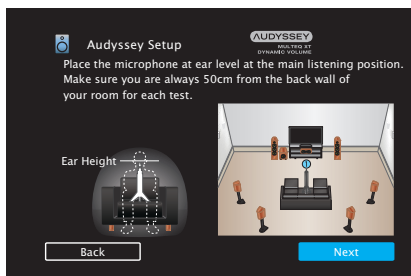 Audyssey Setup
AUDYSSEY
MULTEQ XT
DYNAMIC VOLUME
Place the microphone at ear level at the main listening position.
Make sure you are always 50cm from the back wall of
your room for each test.
Ear Height
Back
Next